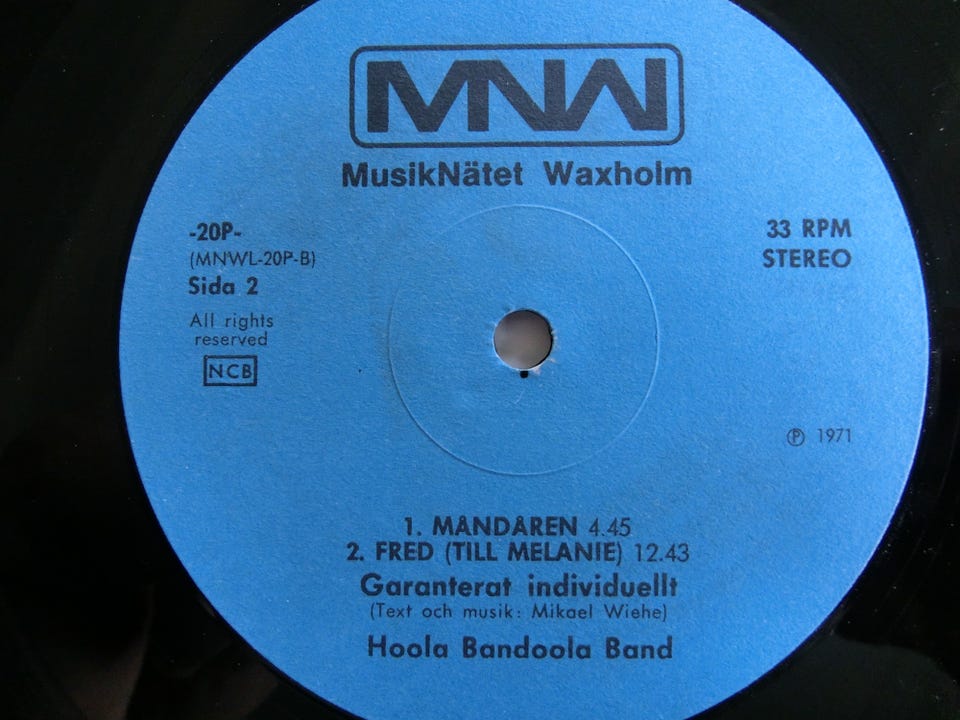 MNW
MusikNätet Waxholm
-20P-
(MNWL-20P-B)
Sida 2
All rights
reserved
NCB
33 RPM
STEREO
℗ 1971
1. MANDAREN 4.45
2. FRED (TILL MELANIE) 12.43
Garanterat individuellt
(Text och musik: Mikael Wiehe)
Hoola Bandoola Band